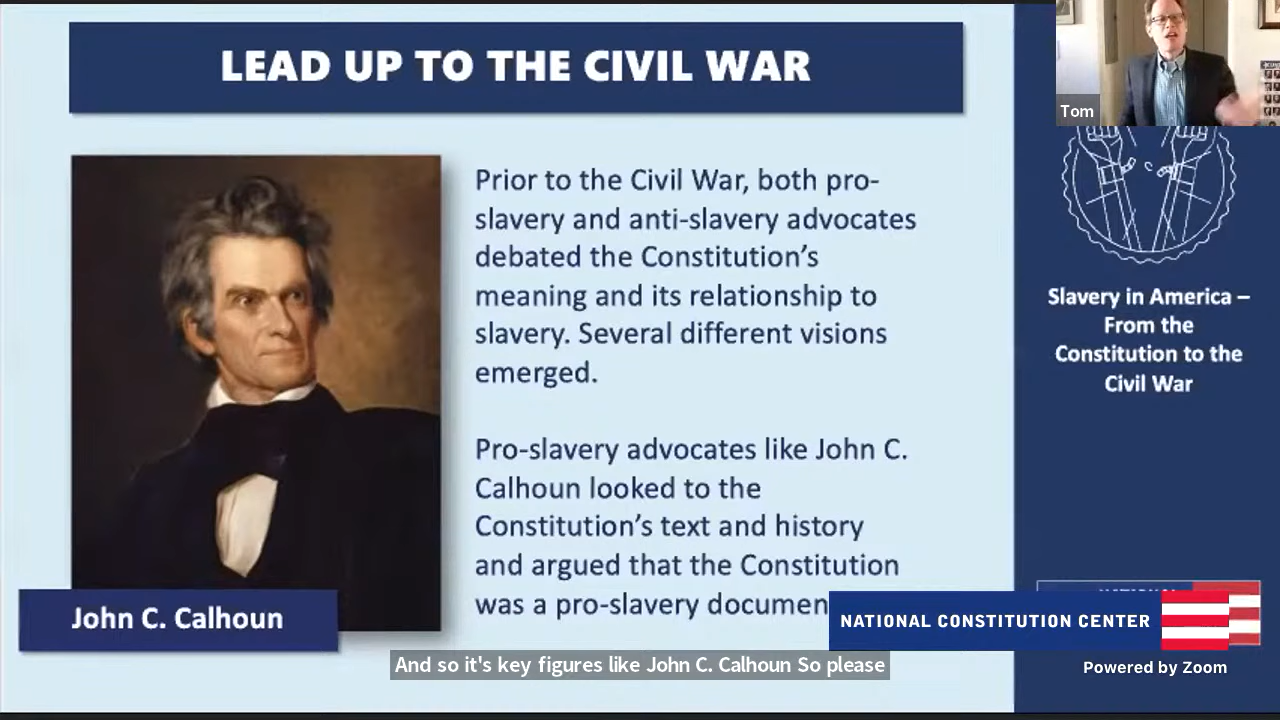 LEAD UP TO THE CIVIL WAR
Prior to the Civil War, both pro-
slavery and anti-slavery advocates
debated the Constitution's
meaning and its relationship to
slavery. Several different visions
emerged.
Pro-slavery advocates like John C.
Calhoun looked to the
Constitution's text and history
and argued that the Constitution
was a pro-slavery documen
John C. Calhoun
Tom
Slavery in America –
From the
Constitution to the
Civil War
NATIONAL CONSTITUTION CENTER
Powered by Zoom
And so it's key figures like John C. Calhoun So please